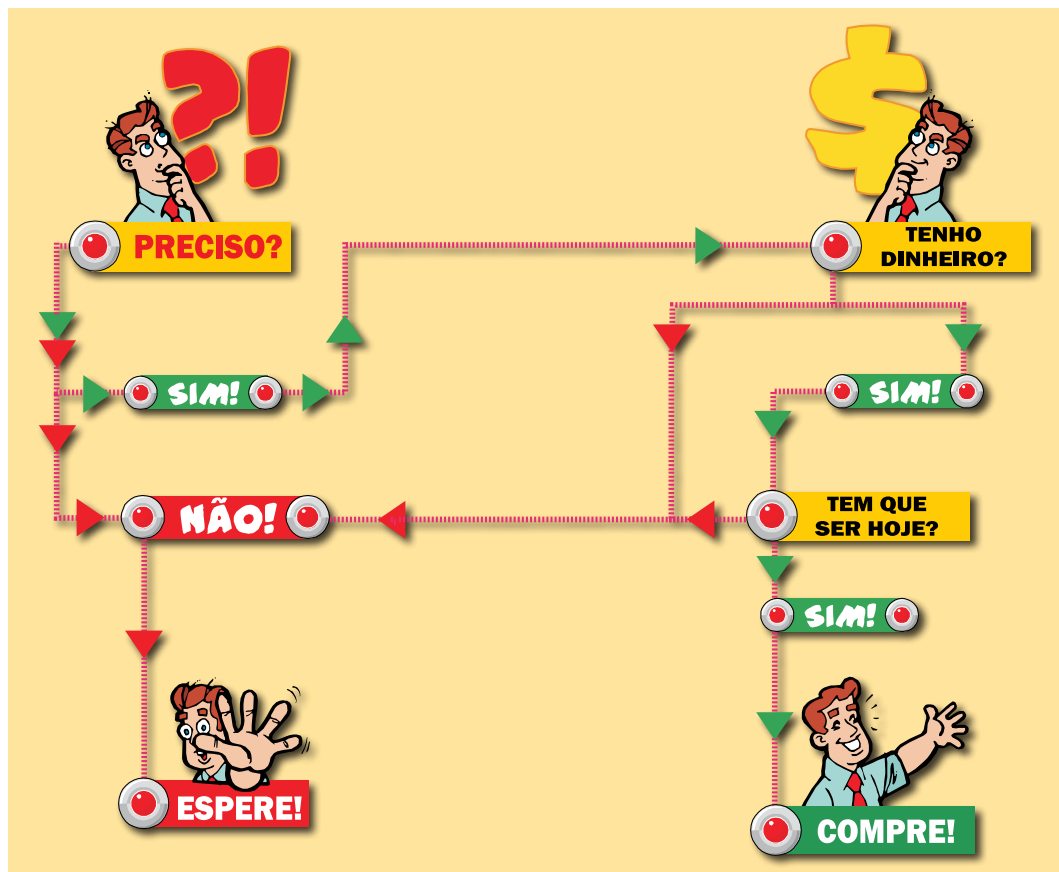 ?!
$
PRECISO?
TENHO
DINHEIRO?
SIM!
SIM!
NÃO!
TEM QUE
SER HOJE?
SIM!
ESPERE!
COMPRE!